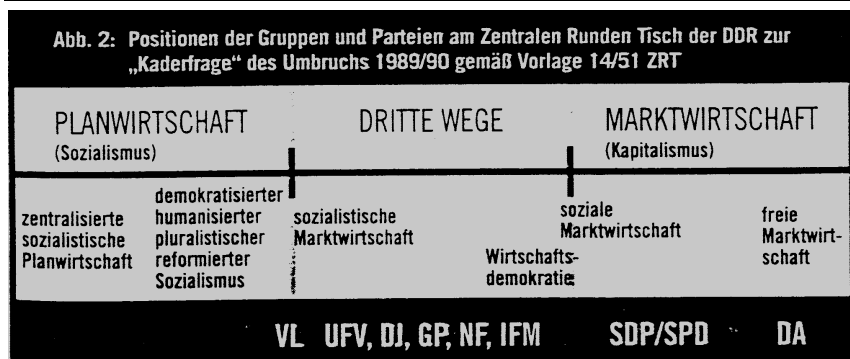 Abb. 2: Positionen der Gruppen und Parteien am Zentralen Runden Tisch der DDR zur
„Kaderfrage“ des Umbruchs 1989/90 gemäß Vorlage 14/51 ZRT
PLANWIRTSCHAFT
(Sozialismus)
DRITTE WEGE
MARKTWIRTSCHAFT
(Kapitalismus)
zentralisierte
sozialistische
Planwirtschaft
demokratisierter
humanisierter
pluralistischer
reformierter
Sozialismus
sozialistische
Marktwirtschaft
Wirtschafts-
demokratie
soziale
Marktwirtschaft
freie
Marktwirt-
schaft
VL UFV, DJ, GP, NF, IFM SDP/SPD DA